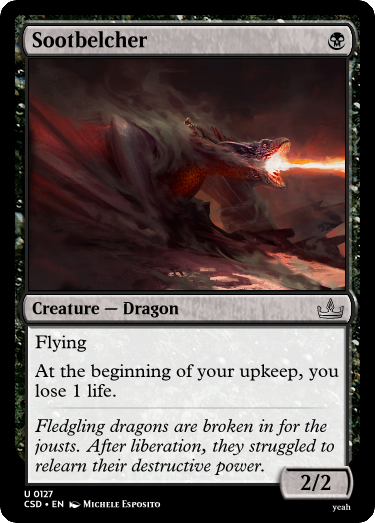 Sootbelcher
Creature — Dragon
Flying
At the beginning of your upkeep, you
lose 1 life.
Fledgling dragons are broken in for the
jousts. After liberation, they struggled to
relearn their destructive power.
2/2
U 0127
CSD • EN Michele Esposito
yeah